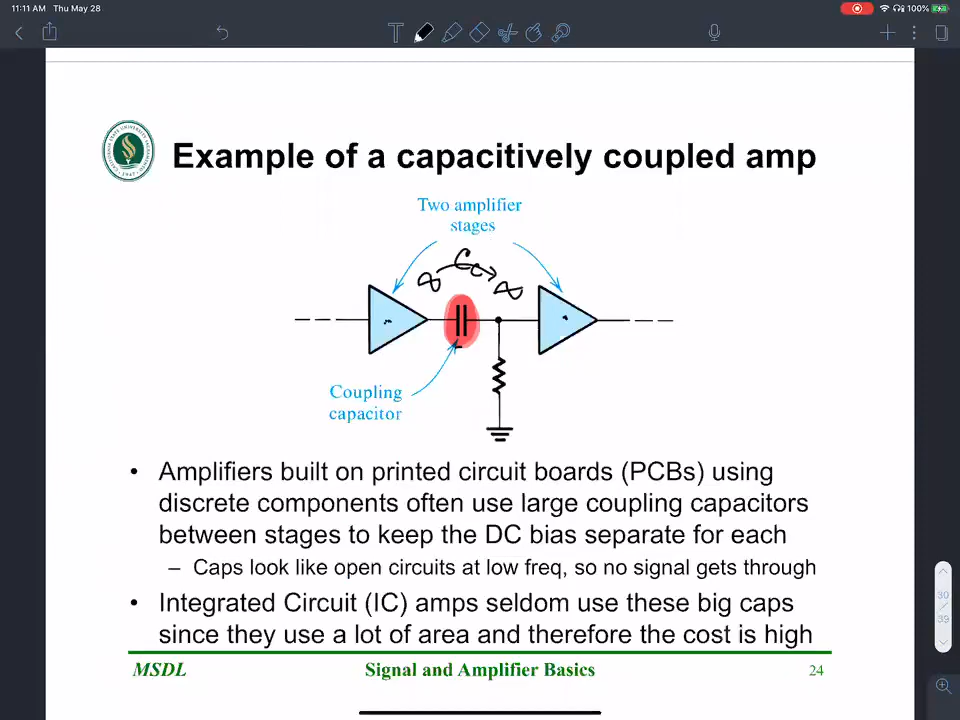 11:11 AM Thu May 28
100%
Example of a capacitively coupled amp
Two amplifier
stages
Cc
Coupling
capacitor
• Amplifiers built on printed circuit boards (PCBs) using
discrete components often use large coupling capacitors
between stages to keep the DC bias separate for each
– Caps look like open circuits at low freq, so no signal gets through
• Integrated Circuit (IC) amps seldom use these big caps
since they use a lot of area and therefore the cost is high
MSDL Signal and Amplifier Basics 24
30
39